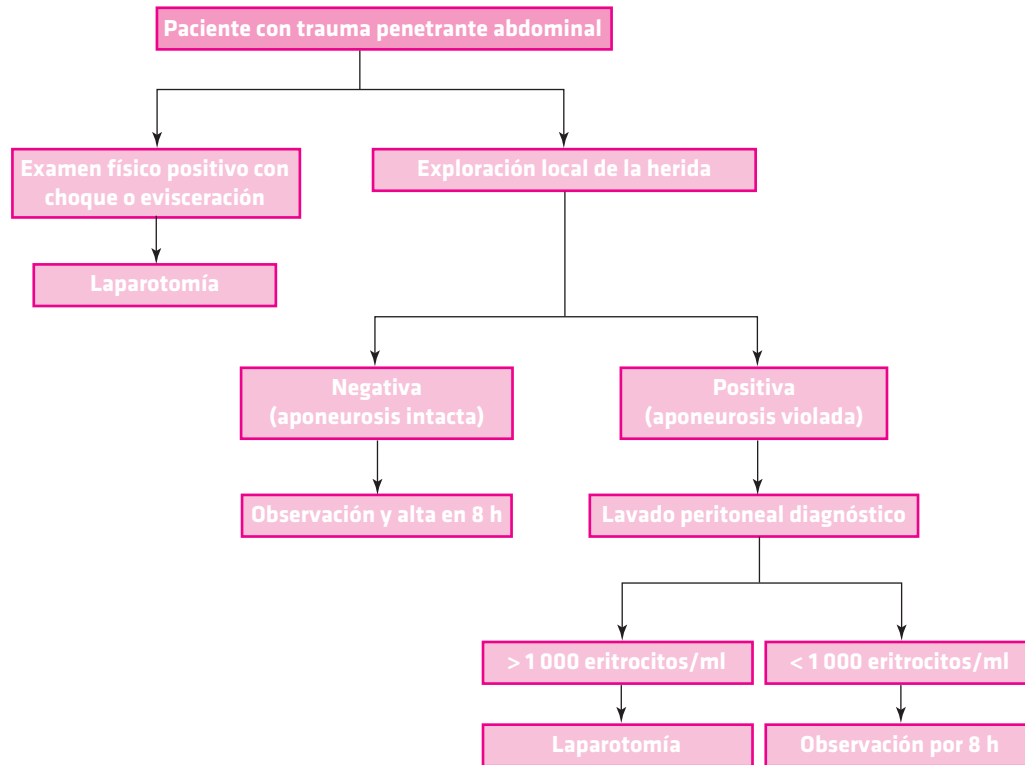 Paciente con trauma penetrante abdominal
Examen físico positivo con
choque o evisceración
Exploración local de la herida
Laparotomía
Negativa
(aponeurosis intacta)
Positiva
(aponeurosis violada)
Observación y alta en 8 h
Lavado peritoneal diagnóstico
> 1 000 eritrocitos/ml
< 1 000 eritrocitos/ml
Laparotomía
Observación por 8 h